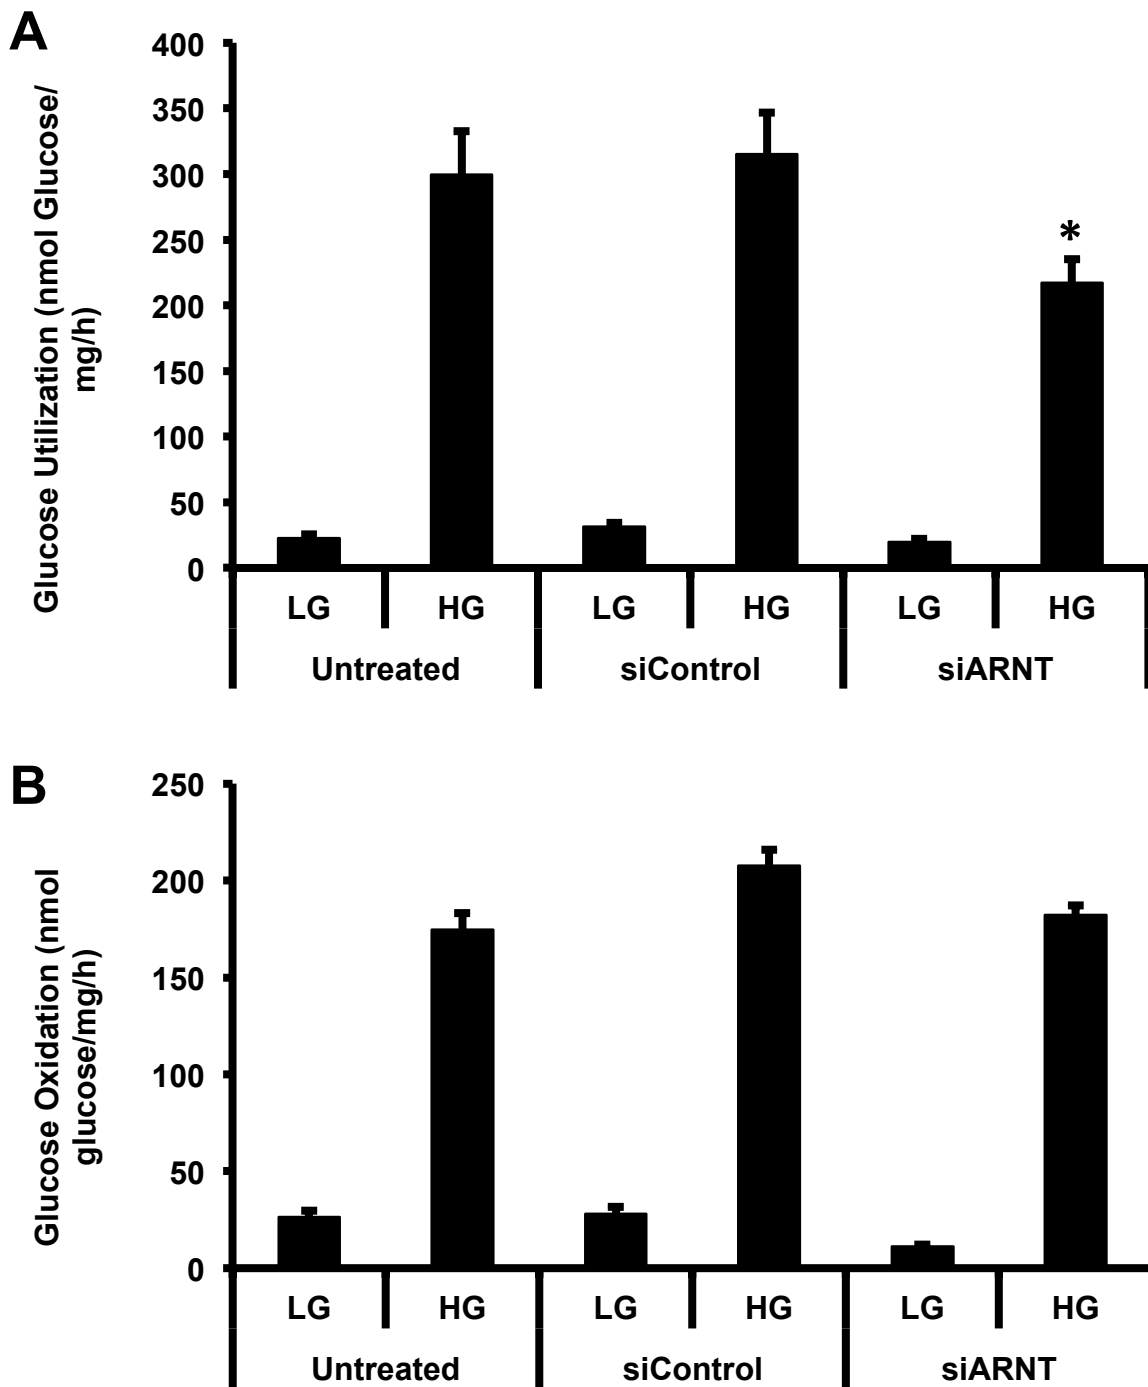 A
Glucose Utilization (nmol Glucose/
mg/h)
400
350
300
250
200
150
100
50
0
*
LG HG LG HG LG HG
Untreated siControl siARNT
B
Glucose Oxidation (nmol
glucose/mg/h)
250
200
150
100
50
0
LG HG LG HG LG HG
Untreated siControl siARNT